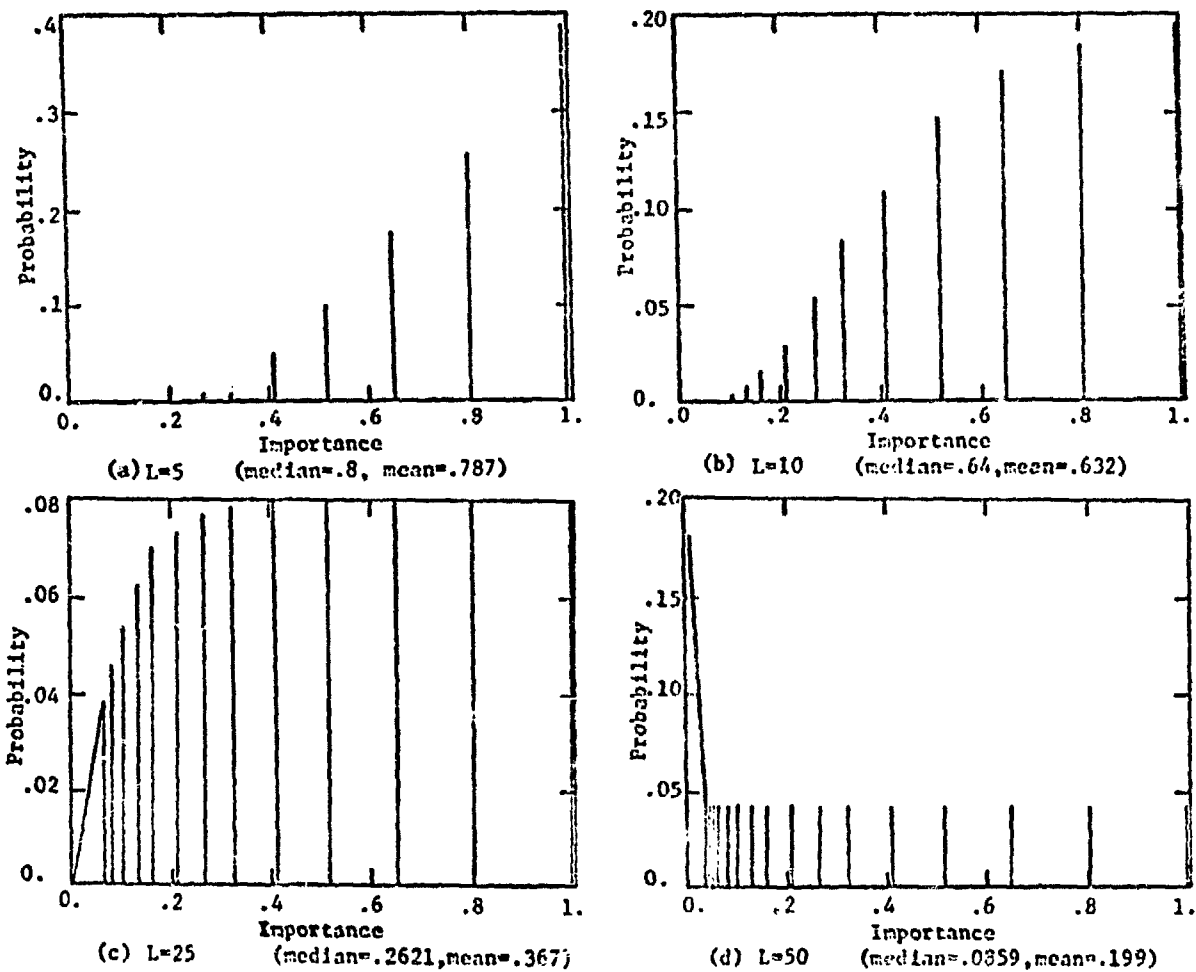 .4
.3
.2
.1
0.
Probability
0. .2 .4 .6 .8 1.
Importance
(a) L=5 (median=.8, mean=.787)
.20
.15
.10
.05
0.
Probability
.0 .2 .4 .6 .8 1.
Importance
(b) L=10 (median=.64,mean=.632)
.08
.06
.04
.02
0.
Probability
0. .2 .4 .6 .8 1.
Importance
(c) L=25 (median=.2621,mean=.367)
.20
.15
.10
.05
0.
Probability
0. .2 .4 .6 .8 1.
Importance
(d) L=50 (median=.0859,mean=.199)